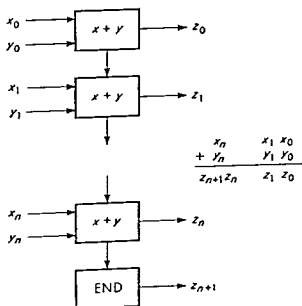 x₀
y₀
x + y
z₀
x₁
y₁
x + y
z₁
xₙ x₁ x₀
+ yₙ y₁ y₀
zₙ₊₁ zₙ z₁ z₀
xₙ
yₙ
x + y
zₙ
END
zₙ₊₁